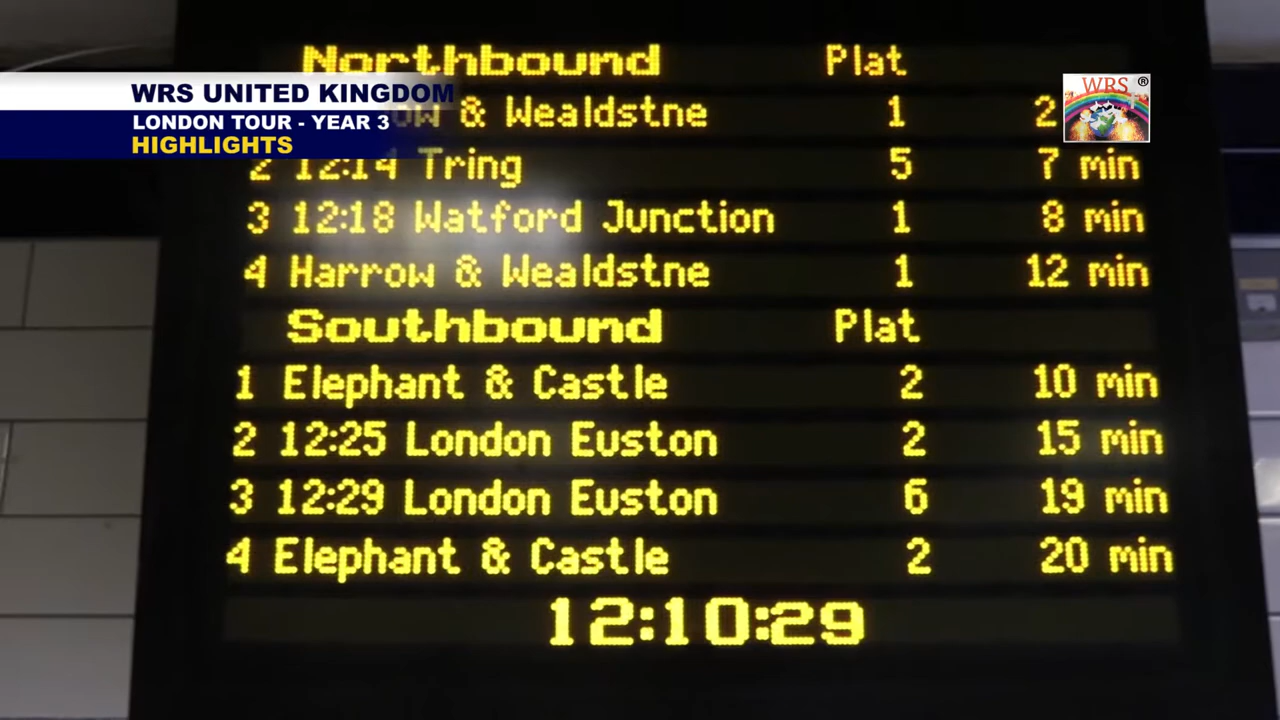 Northbound Plat
WRS UNITED KINGDOM
LONDON TOUR - YEAR 3
HIGHLIGHTS
WRS ®
& Wealdstne 1 2
2 12:14 Tring 5 7 min
3 12:18 Watford Junction 1 8 min
4 Harrow & Wealdstne 1 12 min
Southbound Plat
1 Elephant & Castle 2 10 min
2 12:25 London Euston 2 15 min
3 12:29 London Euston 6 19 min
4 Elephant & Castle 2 20 min
12:10:29